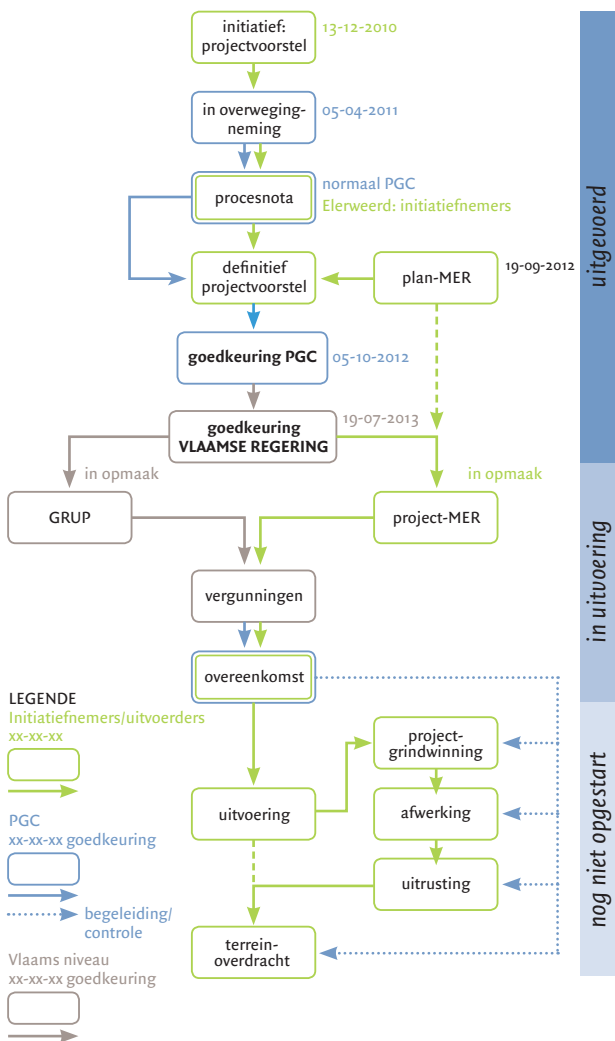 initiatief:
projectvoorstel
13-12-2010
in overweging-
neming
05-04-2011
procesnota
normaal PGC
Elerweerd: initiatiefnemers
definitief
projectvoorstel
plan-MER
19-09-2012
goedkeuring PGC
05-10-2012
goedkeuring
VLAAMSE REGERING
19-07-2013
in opmaak
in opmaak
GRUP
project-MER
vergunningen
overeenkomst
project-
grindwinning
uitvoering
afwerking
uitrusting
terrein-
overdracht
uitgevoerd
in uitvoering
nog niet opgestart
LEGENDE
Initiatiefnemers/uitvoerders
xx-xx-xx
PGC
xx-xx-xx goedkeuring
begeleiding/
controle
Vlaams niveau
xx-xx-xx goedkeuring